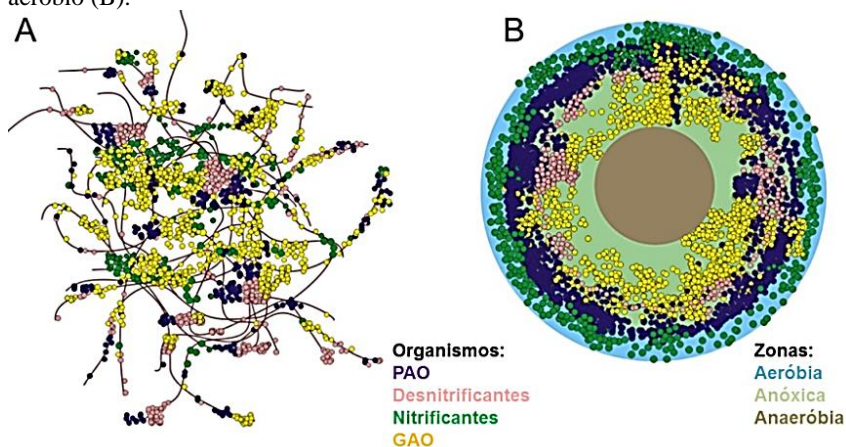 aeróbio (B).
A
B
Organismos:
PAO
Desnitrificantes
Nitrificantes
GAO
Zonas:
Aeróbia
Anóxica
Anaeróbia